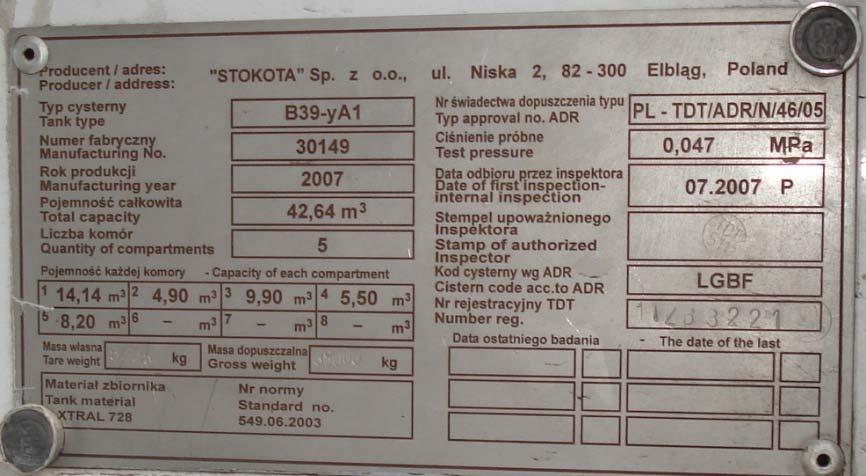 Producent / adres:
Producer / address:
"STOKOTA" Sp. z o.o., ul. Niska 2, 82 - 300 Elbląg, Poland
Typ cysterny
Tank type
B39-yA1
Numer fabryczny
Manufacturing No.
30149
Rok produkcji
Manufacturing year
2007
Pojemność całkowita
Total capacity
42,64 m³
Liczba komór
Quantity of compartments
5
Pojemność każdej komory - Capacity of each compartment
1 14,14 m³ 2 4,90 m³ 3 9,90 m³ 4 5,50 m³
5 8,20 m³ 6 – m³ 7 – m³ 8 – m³
Masa własna
Tare weight
kg
Masa dopuszczalna
Gross weight
kg
Materiał zbiornika
Tank material
XTRAL 728
Nr normy
Standard no.
549.06.2003
Nr świadectwa dopuszczenia typu
Typ approval no. ADR
PL - TDT/ADR/N/46/05
Ciśnienie próbne
Test pressure
0,047 MPa
Data odbioru przez inspektora
Date of first inspection-
internal inspection
07.2007 P
Stempel upoważnionego
Inspektora
Stamp of authorized
Inspector
Kod cysterny wg ADR
Cistern code acc.to ADR
LGBF
Nr rejestracyjny TDT
Number reg.
Data ostatniego badania - The date of the last